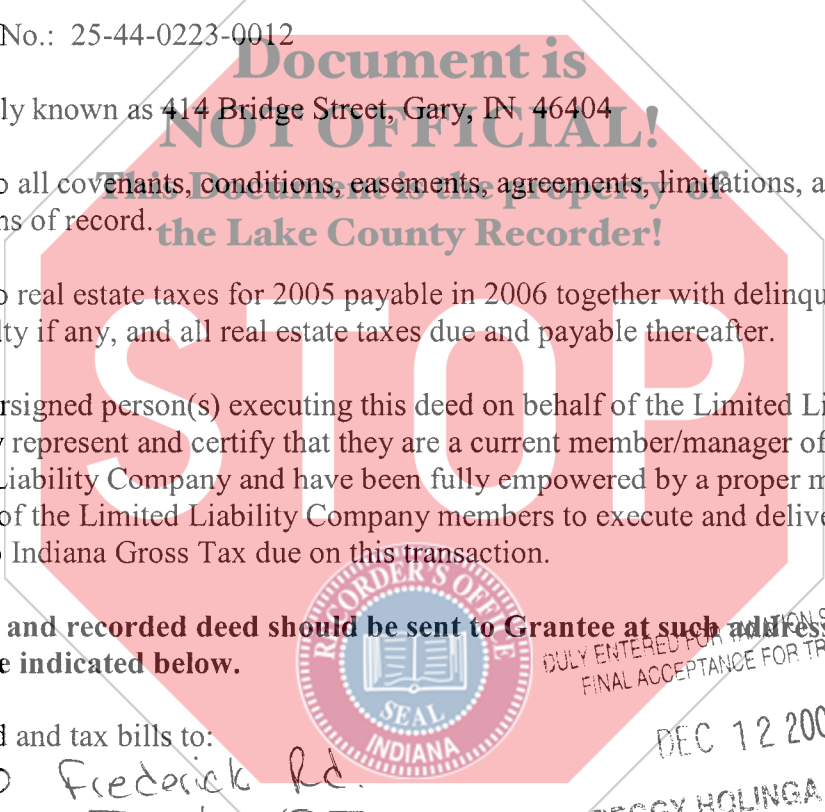 No.: 25-44-0223-0012
Document is
ly known as 414 Bridge Street, Gary, IN 46404
NOT OFFICIAL!
o all covenants, conditions, easements, agreements, limitations, a
This Document is the property of
ns of record.
the Lake County Recorder!
o real estate taxes for 2005 payable in 2006 together with delinqu
lty if any, and all real estate taxes due and payable thereafter.
STOP
rsigned person(s) executing this deed on behalf of the Limited Li
y represent and certify that they are a current member/manager of
Liability Company and have been fully empowered by a proper m
of the Limited Liability Company members to execute and delive
o Indiana Gross Tax due on this transaction.
RECORDER'S OFFICE
and recorded deed should be sent to Grantee at such address
DULY ENTERED FOR TAXATION S
e indicated below.
FINAL ACCEPTANCE FOR TR
SEAL
INDIANA
d and tax bills to:
DEC 12 200
Frederick Rd.
PEGGY HOLINGA